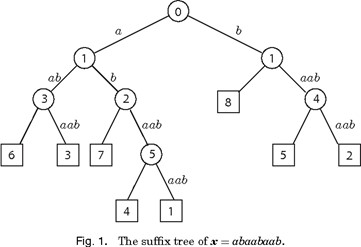 0
a b
1 1
ab b aab
3 2 8 4
aab aab aab
6 3 7 5 5 2
aab
4 1
Fig. 1. The suffix tree of x = abaabaab.